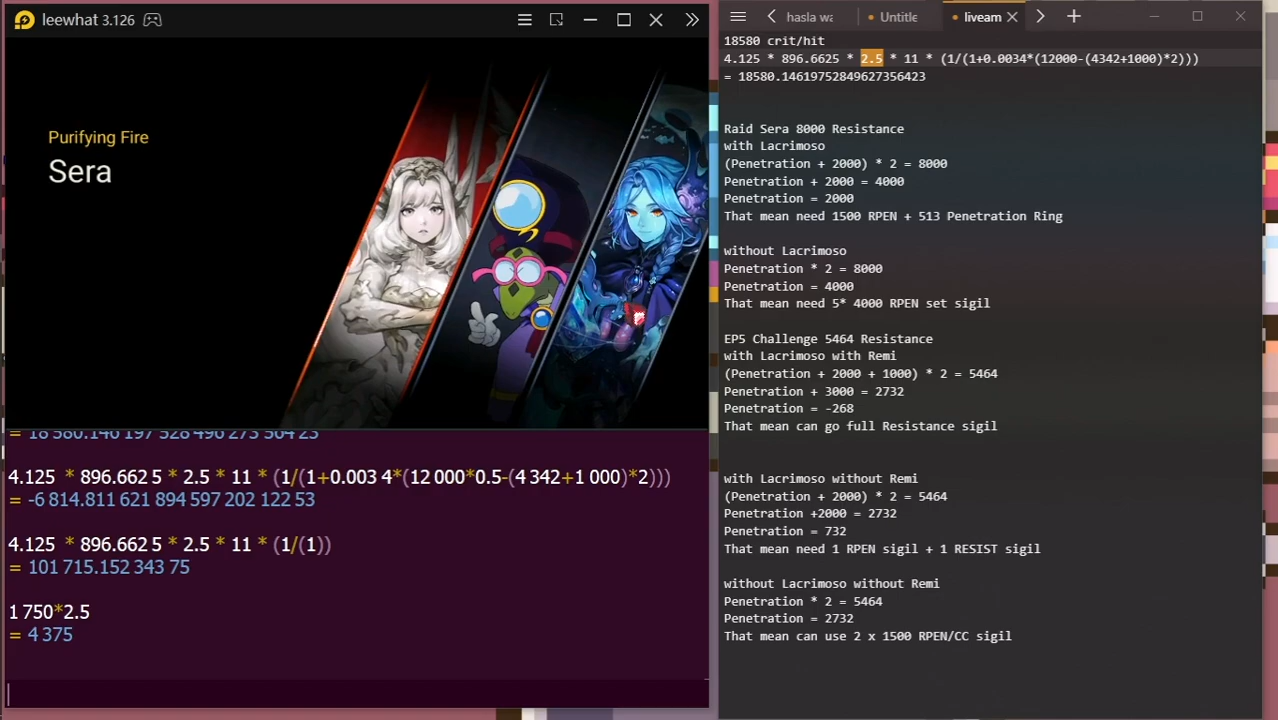 leewhat 3.126
Purifying Fire
Sera
= 18 580.146 197 528 496 273 564 23
4.125 * 896.662 5 * 2.5 * 11 * (1/(1+0.003 4*(12 000*0.5-(4 342+1 000)*2)))
= -6 814.811 621 894 597 202 122 53
4.125 * 896.662 5 * 2.5 * 11 * (1/(1))
= 101 715.152 343 75
1 750*2.5
= 4 375
hasla wa
Untitle
liveam
18580 crit/hit
4.125 * 896.6625 * 2.5 * 11 * (1/(1+0.0034*(12000-(4342+1000)*2)))
= 18580.14619752849627356423
Raid Sera 8000 Resistance
with Lacrimoso
(Penetration + 2000) * 2 = 8000
Penetration + 2000 = 4000
Penetration = 2000
That mean need 1500 RPEN + 513 Penetration Ring
without Lacrimoso
Penetration * 2 = 8000
Penetration = 4000
That mean need 5* 4000 RPEN set sigil
EP5 Challenge 5464 Resistance
with Lacrimoso with Remi
(Penetration + 2000 + 1000) * 2 = 5464
Penetration + 3000 = 2732
Penetration = -268
That mean can go full Resistance sigil
with Lacrimoso without Remi
(Penetration + 2000) * 2 = 5464
Penetration +2000 = 2732
Penetration = 732
That mean need 1 RPEN sigil + 1 RESIST sigil
without Lacrimoso without Remi
Penetration * 2 = 5464
Penetration = 2732
That mean can use 2 x 1500 RPEN/CC sigil